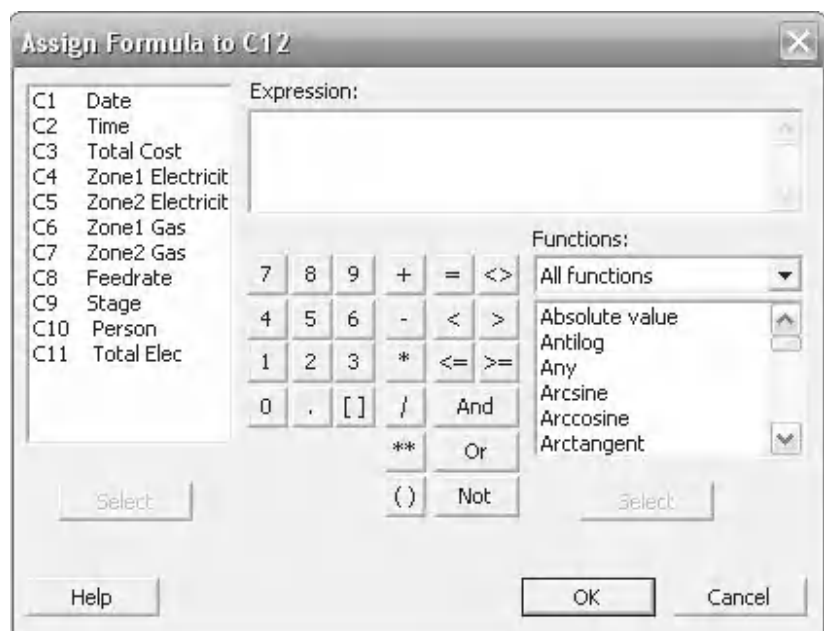 Assign Formula to C12
C1 Date
C2 Time
C3 Total Cost
C4 Zone1 Electricit
C5 Zone2 Electricit
C6 Zone1 Gas
C7 Zone2 Gas
C8 Feedrate
C9 Stage
C10 Person
C11 Total Elec
Select
Expression:
7 8 9 + = <>
4 5 6 - < >
1 2 3 * <= >=
0 . [ ] / And
** Or
( ) Not
Functions:
All functions
Absolute value
Antilog
Any
Arcsine
Arccosine
Arctangent
Select
Help
OK
Cancel